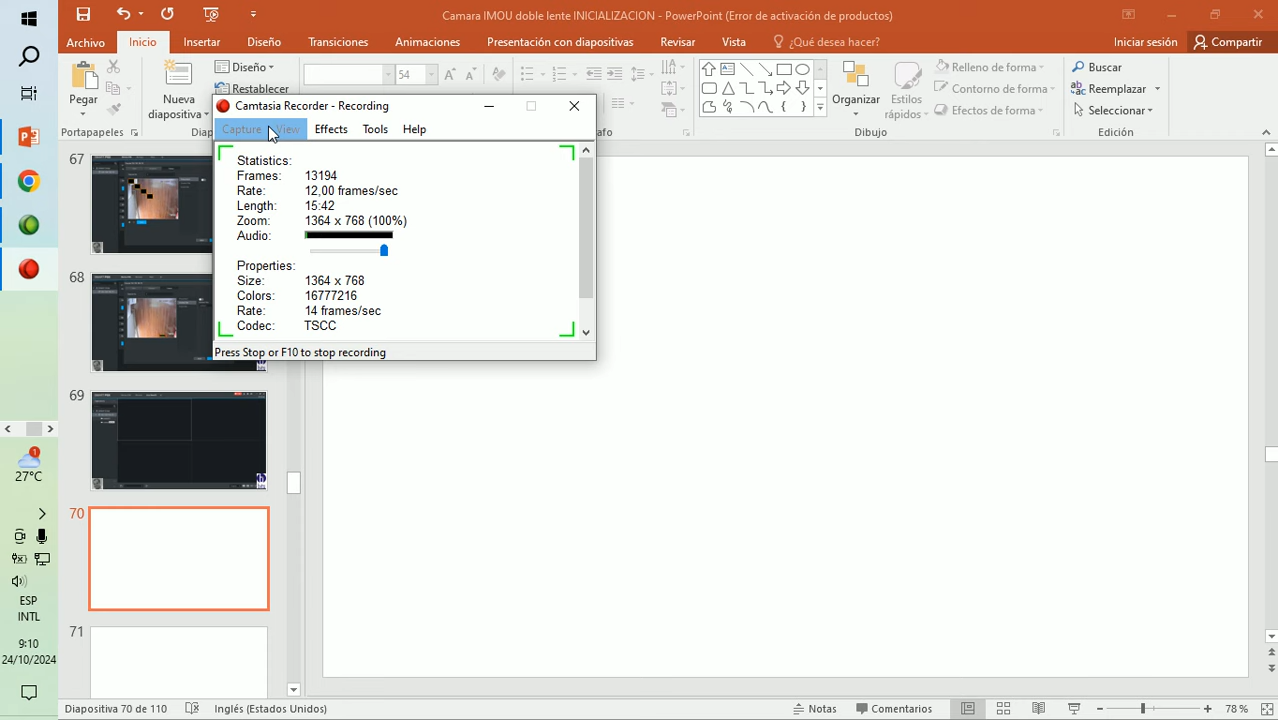 Camara IMOU doble lente INICIALIZACION - PowerPoint (Error de activación de productos)
Archivo Inicio Insertar Diseño Transiciones Animaciones Presentación con diapositivas Revisar Vista ¿Qué desea hacer? Iniciar sesión Compartir
Pegar
Nueva
diapositiva
Diseño
Restablecer
54
Organizar
Estilos
rápidos
Relleno de forma
Contorno de forma
Efectos de forma
Buscar
Reemplazar
Seleccionar
Portapapeles
Dibujo
Edición
Camtasia Recorder - Recording
Capture View Effects Tools Help
Statistics:
Frames: 13194
Rate: 12,00 frames/sec
Length: 15:42
Zoom: 1364 x 768 (100%)
Audio:
Properties:
Size: 1364 x 768
Colors: 16777216
Rate: 14 frames/sec
Codec: TSCC
Press Stop or F10 to stop recording
67
68
69
70
71
1
27°C
ESP
INTL
9:10
24/10/2024
Diapositiva 70 de 110 Inglés (Estados Unidos) Notas Comentarios 78 %